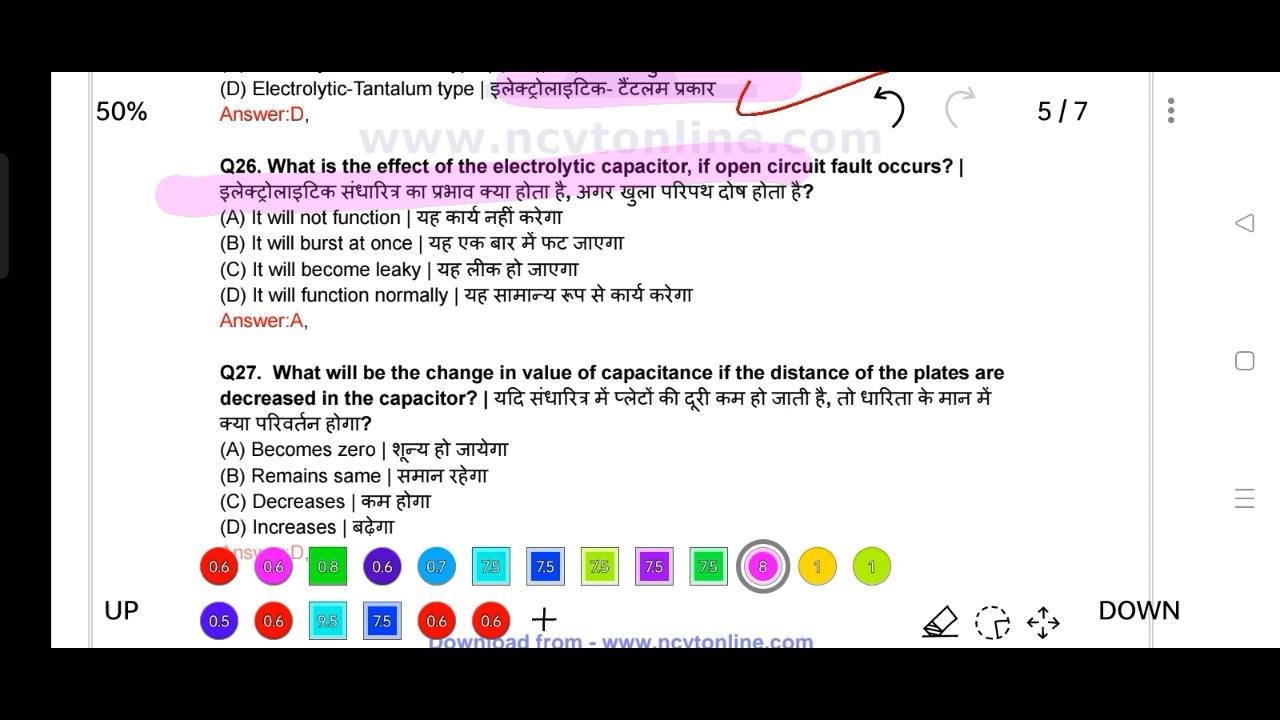 (D) Electrolytic-Tantalum type | इलेक्ट्रोलाइटिक- टैंटलम प्रकार
50%
5 / 7
Answer:D,
www.ncvtonline.com
Q26. What is the effect of the electrolytic capacitor, if open circuit fault occurs? |
इलेक्ट्रोलाइटिक संधारित्र का प्रभाव क्या होता है, अगर खुला परिपथ दोष होता है?
(A) It will not function | यह कार्य नहीं करेगा
(B) It will burst at once | यह एक बार में फट जाएगा
(C) It will become leaky | यह लीक हो जाएगा
(D) It will function normally | यह सामान्य रूप से कार्य करेगा
Answer:A,
Q27. What will be the change in value of capacitance if the distance of the plates are
decreased in the capacitor? | यदि संधारित्र में प्लेटों की दूरी कम हो जाती है, तो धारिता के मान में
क्या परिवर्तन होगा?
(A) Becomes zero | शून्य हो जायेगा
(B) Remains same | समान रहेगा
(C) Decreases | कम होगा
(D) Increases | बढ़ेगा
Answer:D,
0.6 0.6 0.8 0.6 0.7 7.5 7.5 7.5 7.5 7.5 8 1 1
UP
0.5 0.6 9.5 7.5 0.6 0.6 +
DOWN
Download from - www.ncvtonline.com